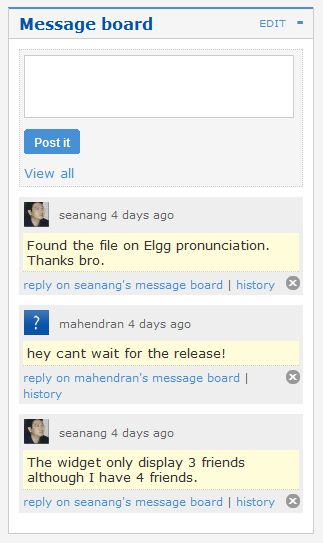 Message board EDIT -
Post it
View all
seanang 4 days ago
Found the file on Elgg pronunciation.
Thanks bro.
reply on seanang's message board | history
?
mahendran 4 days ago
hey cant wait for the release!
reply on mahendran's message board |
history
seanang 4 days ago
The widget only display 3 friends
although I have 4 friends.
reply on seanang's message board | history